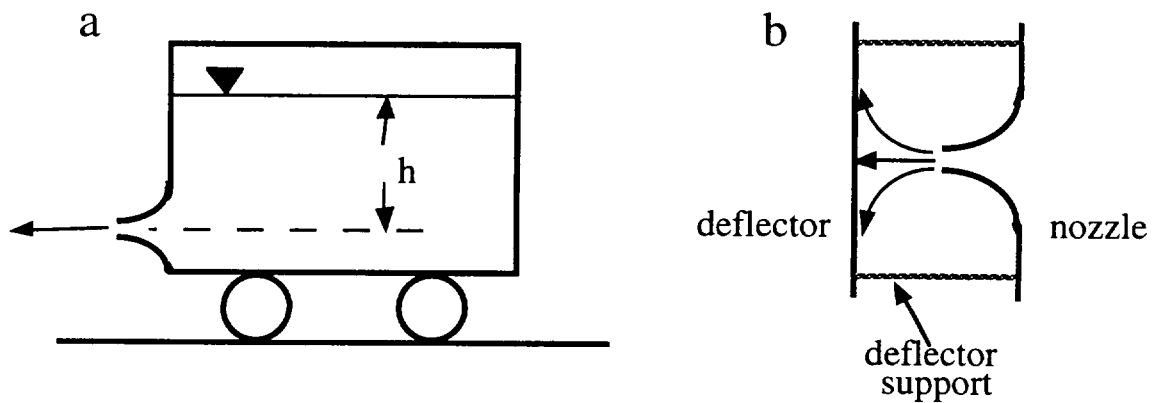 a
b
h
deflector
nozzle
deflector
support